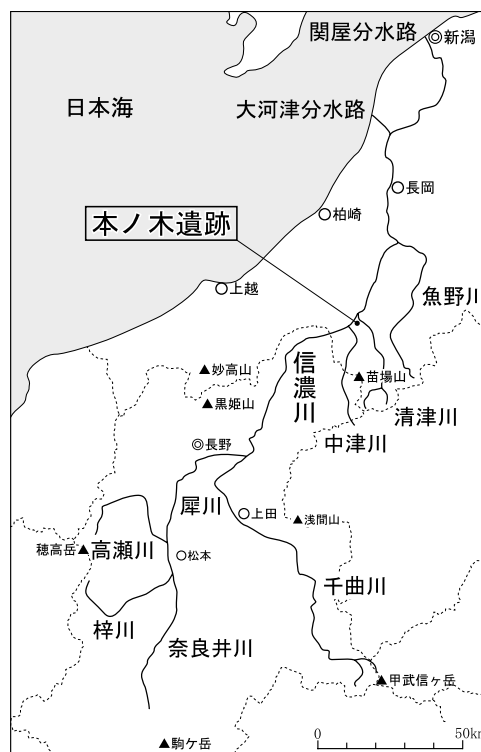 関屋分水路
新潟
日本海
大河津分水路
長岡
柏崎
本ノ木遺跡
上越
魚野川
妙高山
苗場山
信濃川
黒姫山
清津川
中津川
長野
犀川
上田
浅間山
穂高岳
高瀬川
松本
千曲川
梓川
奈良井川
甲武信ヶ岳
駒ケ岳
0
50km